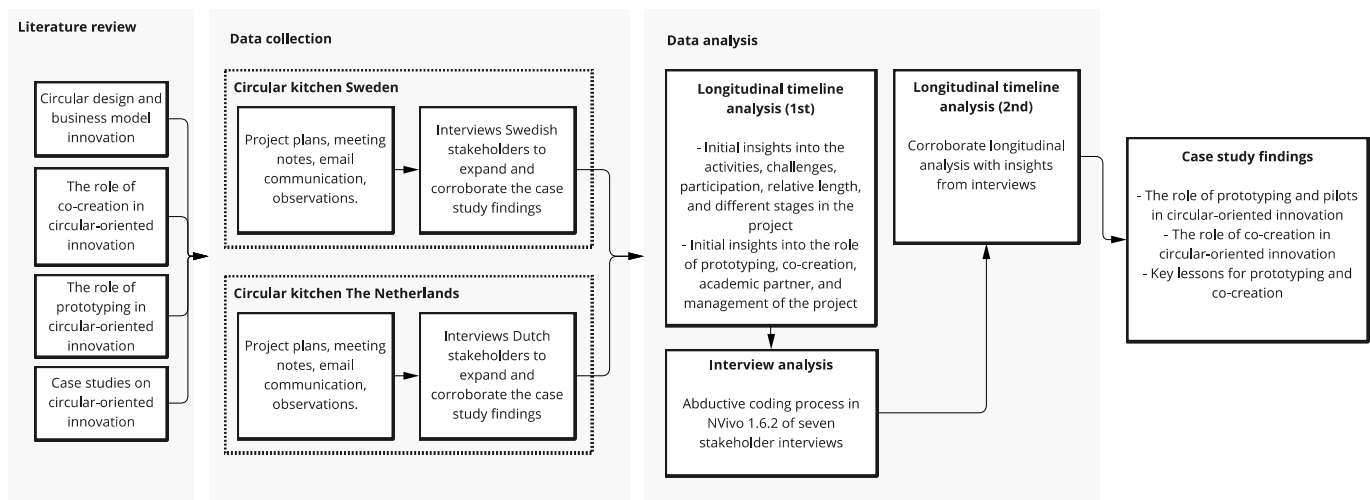 Literature review
Circular design and
business model
innovation
The role of
co-creation in
circular-oriented
innovation
The role of
prototyping in
circular-oriented
innovation
Case studies on
circular-oriented
innovation
Data collection
Circular kitchen Sweden
Project plans, meeting
notes, email
communication,
observations.
Interviews Swedish
stakeholders to
expand and
corroborate the case
study findings
Circular kitchen The Netherlands
Project plans, meeting
notes, email
communication,
observations.
Interviews Dutch
stakeholders to
expand and
corroborate the case
study findings
Data analysis
Longitudinal timeline
analysis (1st)
- Initial insights into the
activities, challenges,
participation, relative length,
and different stages in the
project
- Initial insights into the role
of prototyping, co-creation,
academic partner, and
management of the project
Interview analysis
Abductive coding process in
NVivo 1.6.2 of seven
stakeholder interviews
Longitudinal timeline
analysis (2nd)
Corroborate longitudinal
analysis with insights
from interviews
Case study findings
- The role of prototyping and pilots
in circular-oriented innovation
- The role of co-creation in
circular-oriented innovation
- Key lessons for prototyping and
co-creation